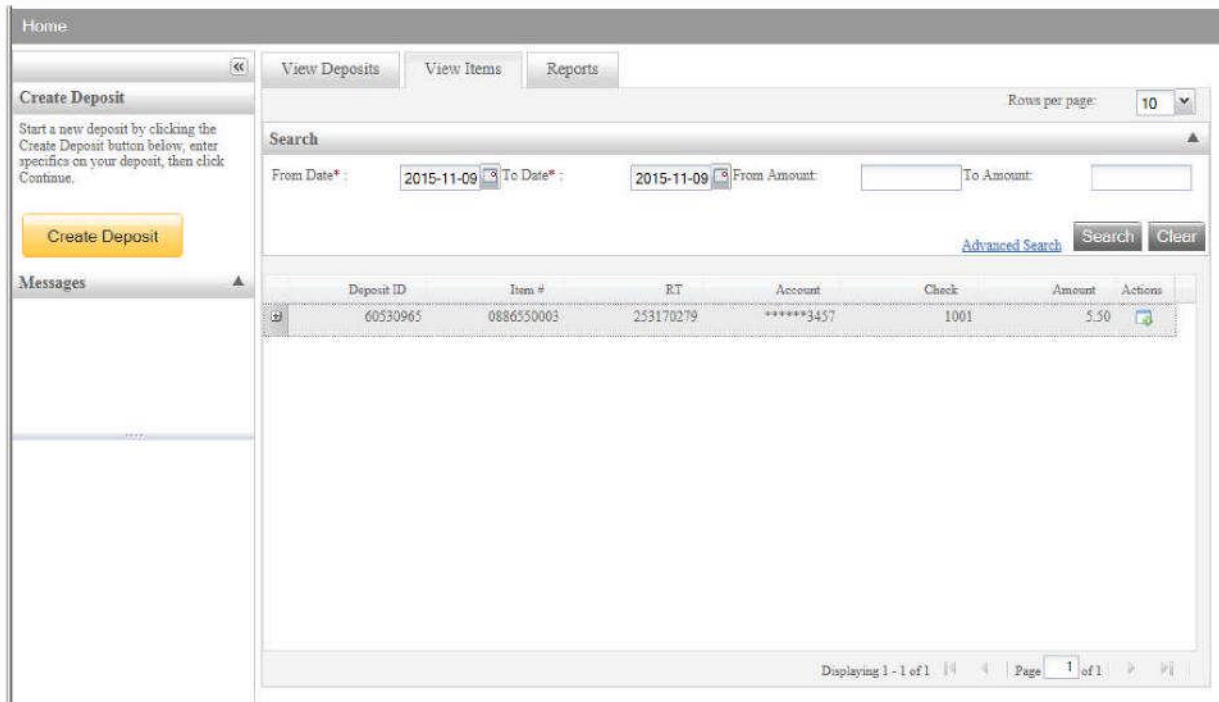 Home
View Deposits View Items Reports
Create Deposit
Rows per page: 10
Start a new deposit by clicking the
Create Deposit button below, enter
specifics on your deposit, then click
Continue.
Search
From Date* : 2015-11-09 To Date* : 2015-11-09 From Amount: To Amount:
Create Deposit
Advanced Search Search Clear
Messages
Deposit ID Item # RT Account Check Amount Actions
60530965 0886550003 253170279 ******3457 1001 5.50
Displaying 1 - 1 of 1 Page 1 of 1